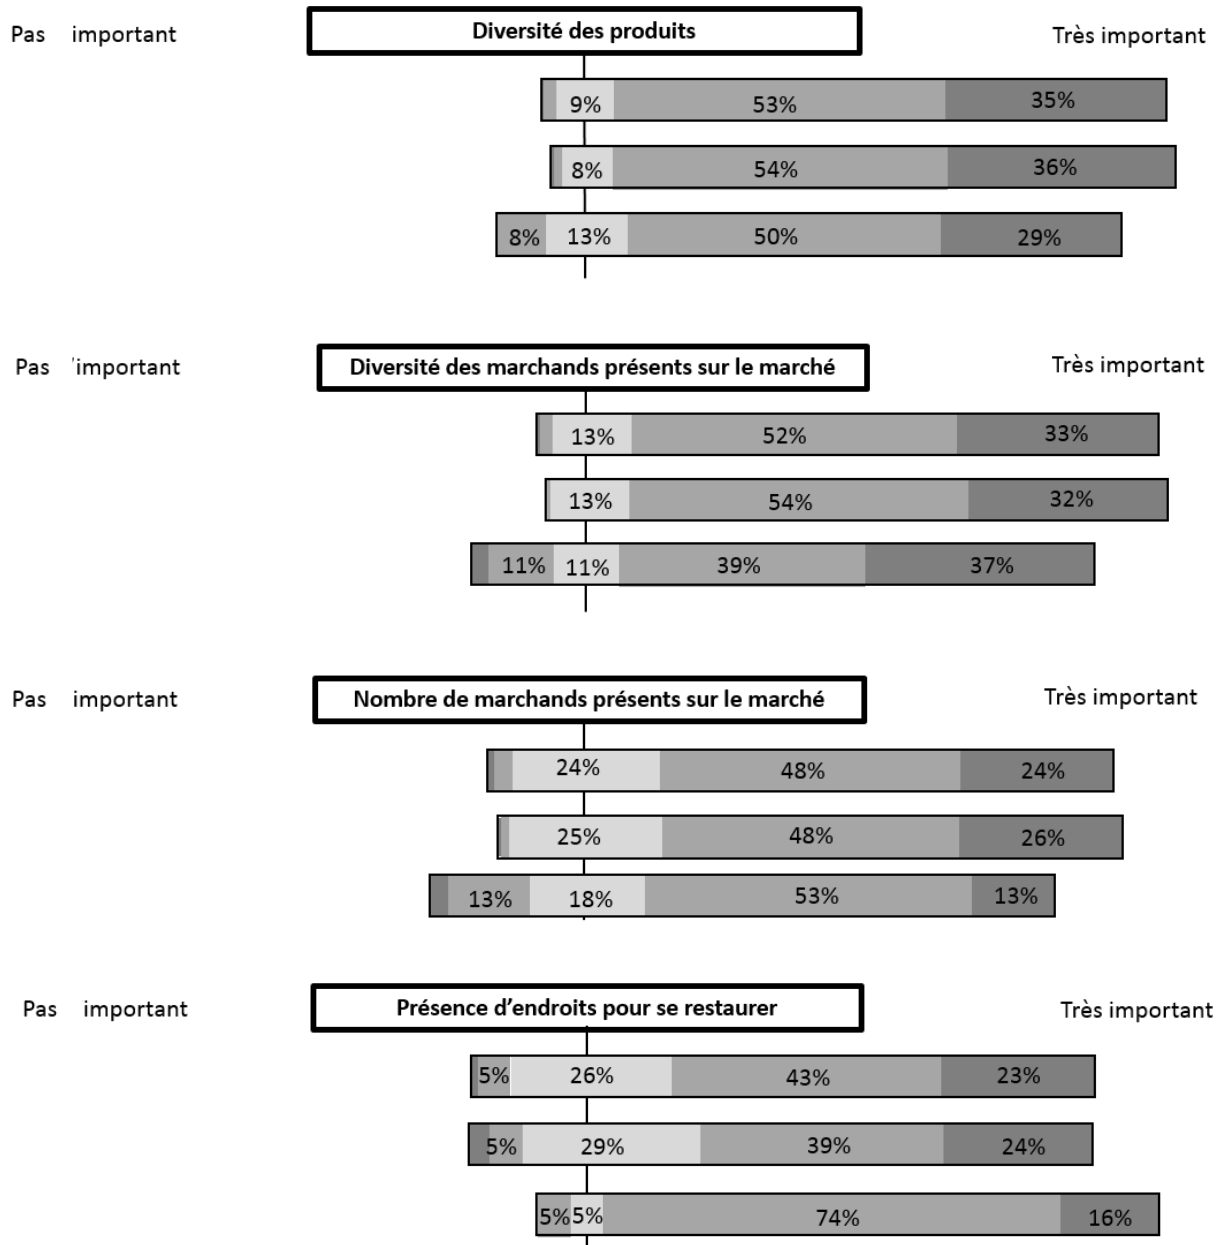 Pas important Diversité des produits Très important
9% 53% 35%
8% 54% 36%
8% 13% 50% 29%
Pas 'important Diversité des marchands présents sur le marché Très important
13% 52% 33%
13% 54% 32%
11% 11% 39% 37%
Pas important Nombre de marchands présents sur le marché Très important
24% 48% 24%
25% 48% 26%
13% 18% 53% 13%
Pas important Présence d’endroits pour se restaurer Très important
5% 26% 43% 23%
5% 29% 39% 24%
5% 5% 74% 16%